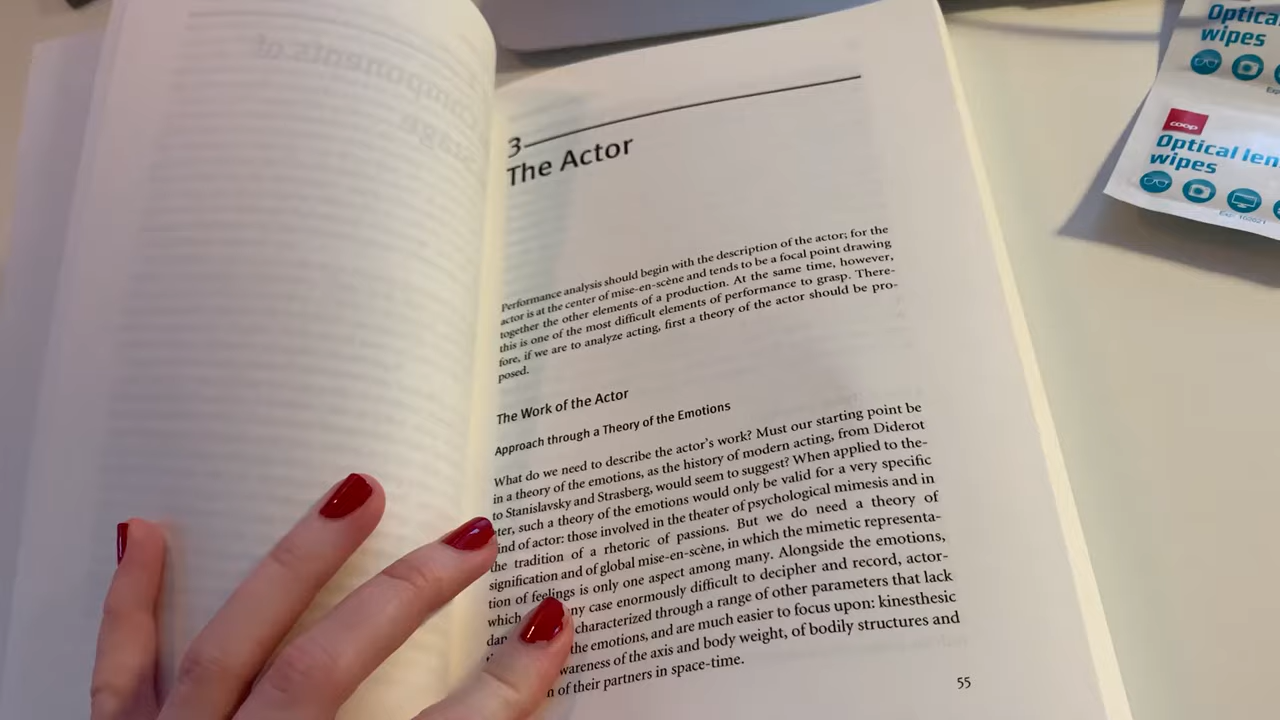 3
The Actor
Performance analysis should begin with the description of the actor; for the
actor is at the center of mise-en-scène and tends to be a focal point drawing
together the other elements of a production. At the same time, however,
this is one of the most difficult elements of performance to grasp. There-
fore, if we are to analyze acting, first a theory of the actor should be pro-
posed.
The Work of the Actor
Approach through a Theory of the Emotions
What do we need to describe the actor's work? Must our starting point be
in a theory of the emotions, as the history of modern acting, from Diderot
to Stanislavsky and Strasberg, would seem to suggest? When applied to the-
ter, such a theory of the emotions would only be valid for a very specific
ind of actor: those involved in the theater of psychological mimesis and in
the tradition of a rhetoric of passions. But we do need a theory of
signification and of global mise-en-scène, in which the mimetic representa-
tion of feelings is only one aspect among many. Alongside the emotions,
which ny case enormously difficult to decipher and record, actor-
dan characterized through a range of other parameters that lack
the emotions, and are much easier to focus upon: kinesthesic
wareness of the axis and body weight, of bodily structures and
n of their partners in space-time.
55
Optica
wipes
coop
Optical len
wipes